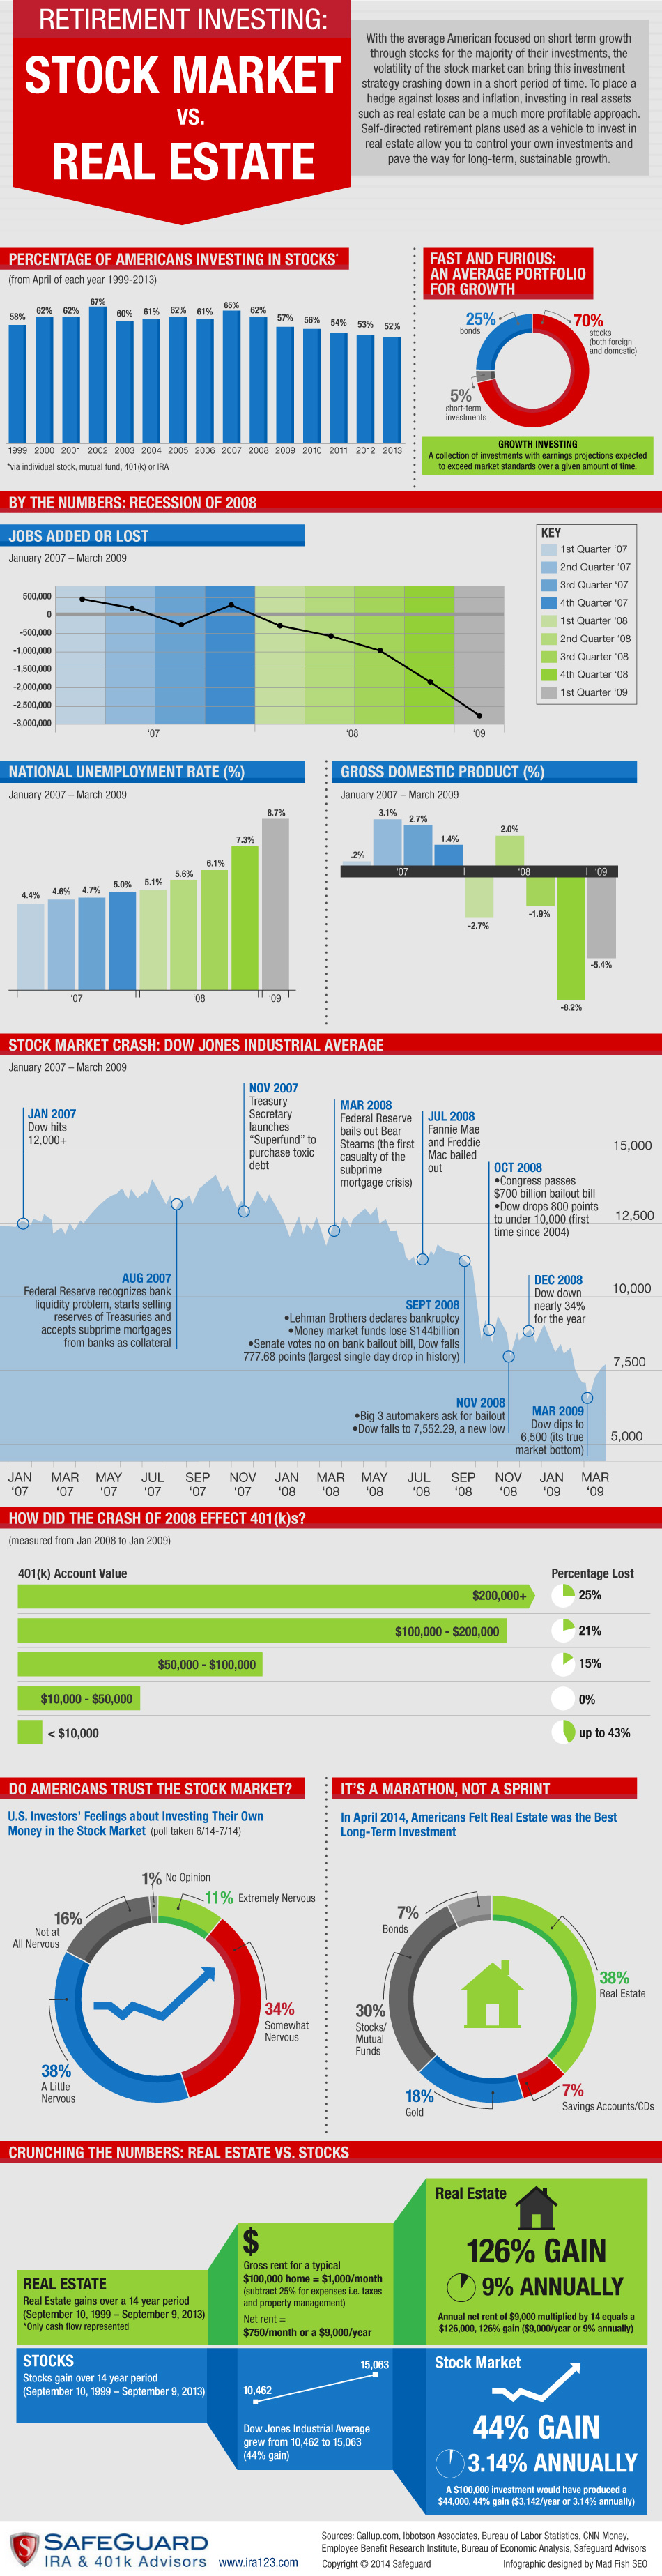 RETIREMENT INVESTING:
STOCK MARKET
VS.
REAL ESTATE
With the average American focused on short term growth
through stocks for the majority of their investments, the
volatility of the stock market can bring this investment
strategy crashing down in a short period of time. To place a
hedge against loses and inflation, investing in real assets
such as real estate can be a much more profitable approach.
Self-directed retirement plans used as a vehicle to invest in
real estate allow you to control your own investments and
pave the way for long-term, sustainable growth.
PERCENTAGE OF AMERICANS INVESTING IN STOCKS*
(from April of each year 1999-2013)
58% 62% 62% 67% 60% 61% 62% 61% 65% 62% 57% 56% 54% 53% 52%
1999 2000 2001 2002 2003 2004 2005 2006 2007 2008 2009 2010 2011 2012 2013
*via individual stock, mutual fund, 401(k) or IRA
FAST AND FURIOUS:
AN AVERAGE PORTFOLIO
FOR GROWTH
25%
bonds
70%
stocks
(both foreign
and domestic)
5%
short-term
investments
GROWTH INVESTING
A collection of investments with earnings projections expected
to exceed market standards over a given amount of time.
BY THE NUMBERS: RECESSION OF 2008
JOBS ADDED OR LOST
January 2007 – March 2009
500,000
0
-500,000
-1,000,000
-1,500,000
-2,000,000
-2,500,000
-3,000,000
'07 '08 '09
KEY
1st Quarter '07
2nd Quarter '07
3rd Quarter '07
4th Quarter '07
1st Quarter '08
2nd Quarter '08
3rd Quarter '08
4th Quarter '08
1st Quarter '09
NATIONAL UNEMPLOYMENT RATE (%)
January 2007 – March 2009
4.4% 4.6% 4.7% 5.0% 5.1% 5.6% 6.1% 7.3% 8.7%
'07 '08 '09
GROSS DOMESTIC PRODUCT (%)
January 2007 – March 2009
.2% 3.1% 2.7% 1.4% 2.0%
'07 '08 '09
-2.7% -1.9% -8.2% -5.4%
STOCK MARKET CRASH: DOW JONES INDUSTRIAL AVERAGE
January 2007 – March 2009
JAN 2007
Dow hits
12,000+
NOV 2007
Treasury
Secretary
launches
“Superfund” to
purchase toxic
debt
MAR 2008
Federal Reserve
bails out Bear
Stearns (the first
casualty of the
subprime
mortgage crisis)
JUL 2008
Fannie Mae
and Freddie
Mac bailed
out
OCT 2008
•Congress passes
$700 billion bailout bill
•Dow drops 800 points
to under 10,000 (first
time since 2004)
15,000
12,500
10,000
7,500
5,000
AUG 2007
Federal Reserve recognizes bank
liquidity problem, starts selling
reserves of Treasuries and
accepts subprime mortgages
from banks as collateral
SEPT 2008
•Lehman Brothers declares bankruptcy
•Money market funds lose $144billion
•Senate votes no on bank bailout bill, Dow falls
777.68 points (largest single day drop in history)
DEC 2008
Dow down
nearly 34%
for the year
NOV 2008
•Big 3 automakers ask for bailout
•Dow falls to 7,552.29, a new low
MAR 2009
Dow dips to
6,500 (its true
market bottom)
JAN MAR MAY JUL SEP NOV JAN MAR MAY JUL SEP NOV JAN MAR
'07 '07 '07 '07 '07 '07 '08 '08 '08 '08 '08 '08 '09 '09
HOW DID THE CRASH OF 2008 EFFECT 401(k)s?
(measured from Jan 2008 to Jan 2009)
401(k) Account Value Percentage Lost
$200,000+ 25%
$100,000 - $200,000 21%
$50,000 - $100,000 15%
$10,000 - $50,000 0%
< $10,000 up to 43%
DO AMERICANS TRUST THE STOCK MARKET?
U.S. Investors' Feelings about Investing Their Own
Money in the Stock Market (poll taken 6/14-7/14)
1% No Opinion
11% Extremely Nervous
16%
Not at
All Nervous
34%
Somewhat
Nervous
38%
A Little
Nervous
IT'S A MARATHON, NOT A SPRINT
In April 2014, Americans Felt Real Estate was the Best
Long-Term Investment
7%
Bonds
38%
Real Estate
30%
Stocks/
Mutual
Funds
18%
Gold
7%
Savings Accounts/CDs
CRUNCHING THE NUMBERS: REAL ESTATE VS. STOCKS
REAL ESTATE
Real Estate gains over a 14 year period
(September 10, 1999 – September 9, 2013)
*Only cash flow represented
$
Gross rent for a typical
$100,000 home = $1,000/month
(subtract 25% for expenses i.e. taxes
and property management)
Net rent =
$750/month or a $9,000/year
Real Estate
126% GAIN
9% ANNUALLY
Annual net rent of $9,000 multiplied by 14 equals a
$126,000, 126% gain ($9,000/year or 9% annually)
STOCKS
Stocks gain over 14 year period
(September 10, 1999 – September 9, 2013)
10,462
15,063
Dow Jones Industrial Average
grew from 10,462 to 15,063
(44% gain)
Stock Market
44% GAIN
3.14% ANNUALLY
A $100,000 investment would have produced a
$44,000, 44% gain ($3,142/year or 3.14% annually)
S
SAFEGUARD
IRA & 401k Advisors
www.ira123.com
Sources: Gallup.com, Ibbotson Associates, Bureau of Labor Statistics, CNN Money,
Employee Benefit Research Institute, Bureau of Economic Analysis, Safeguard Advisors
Copyright © 2014 Safeguard Infographic designed by Mad Fish SEO